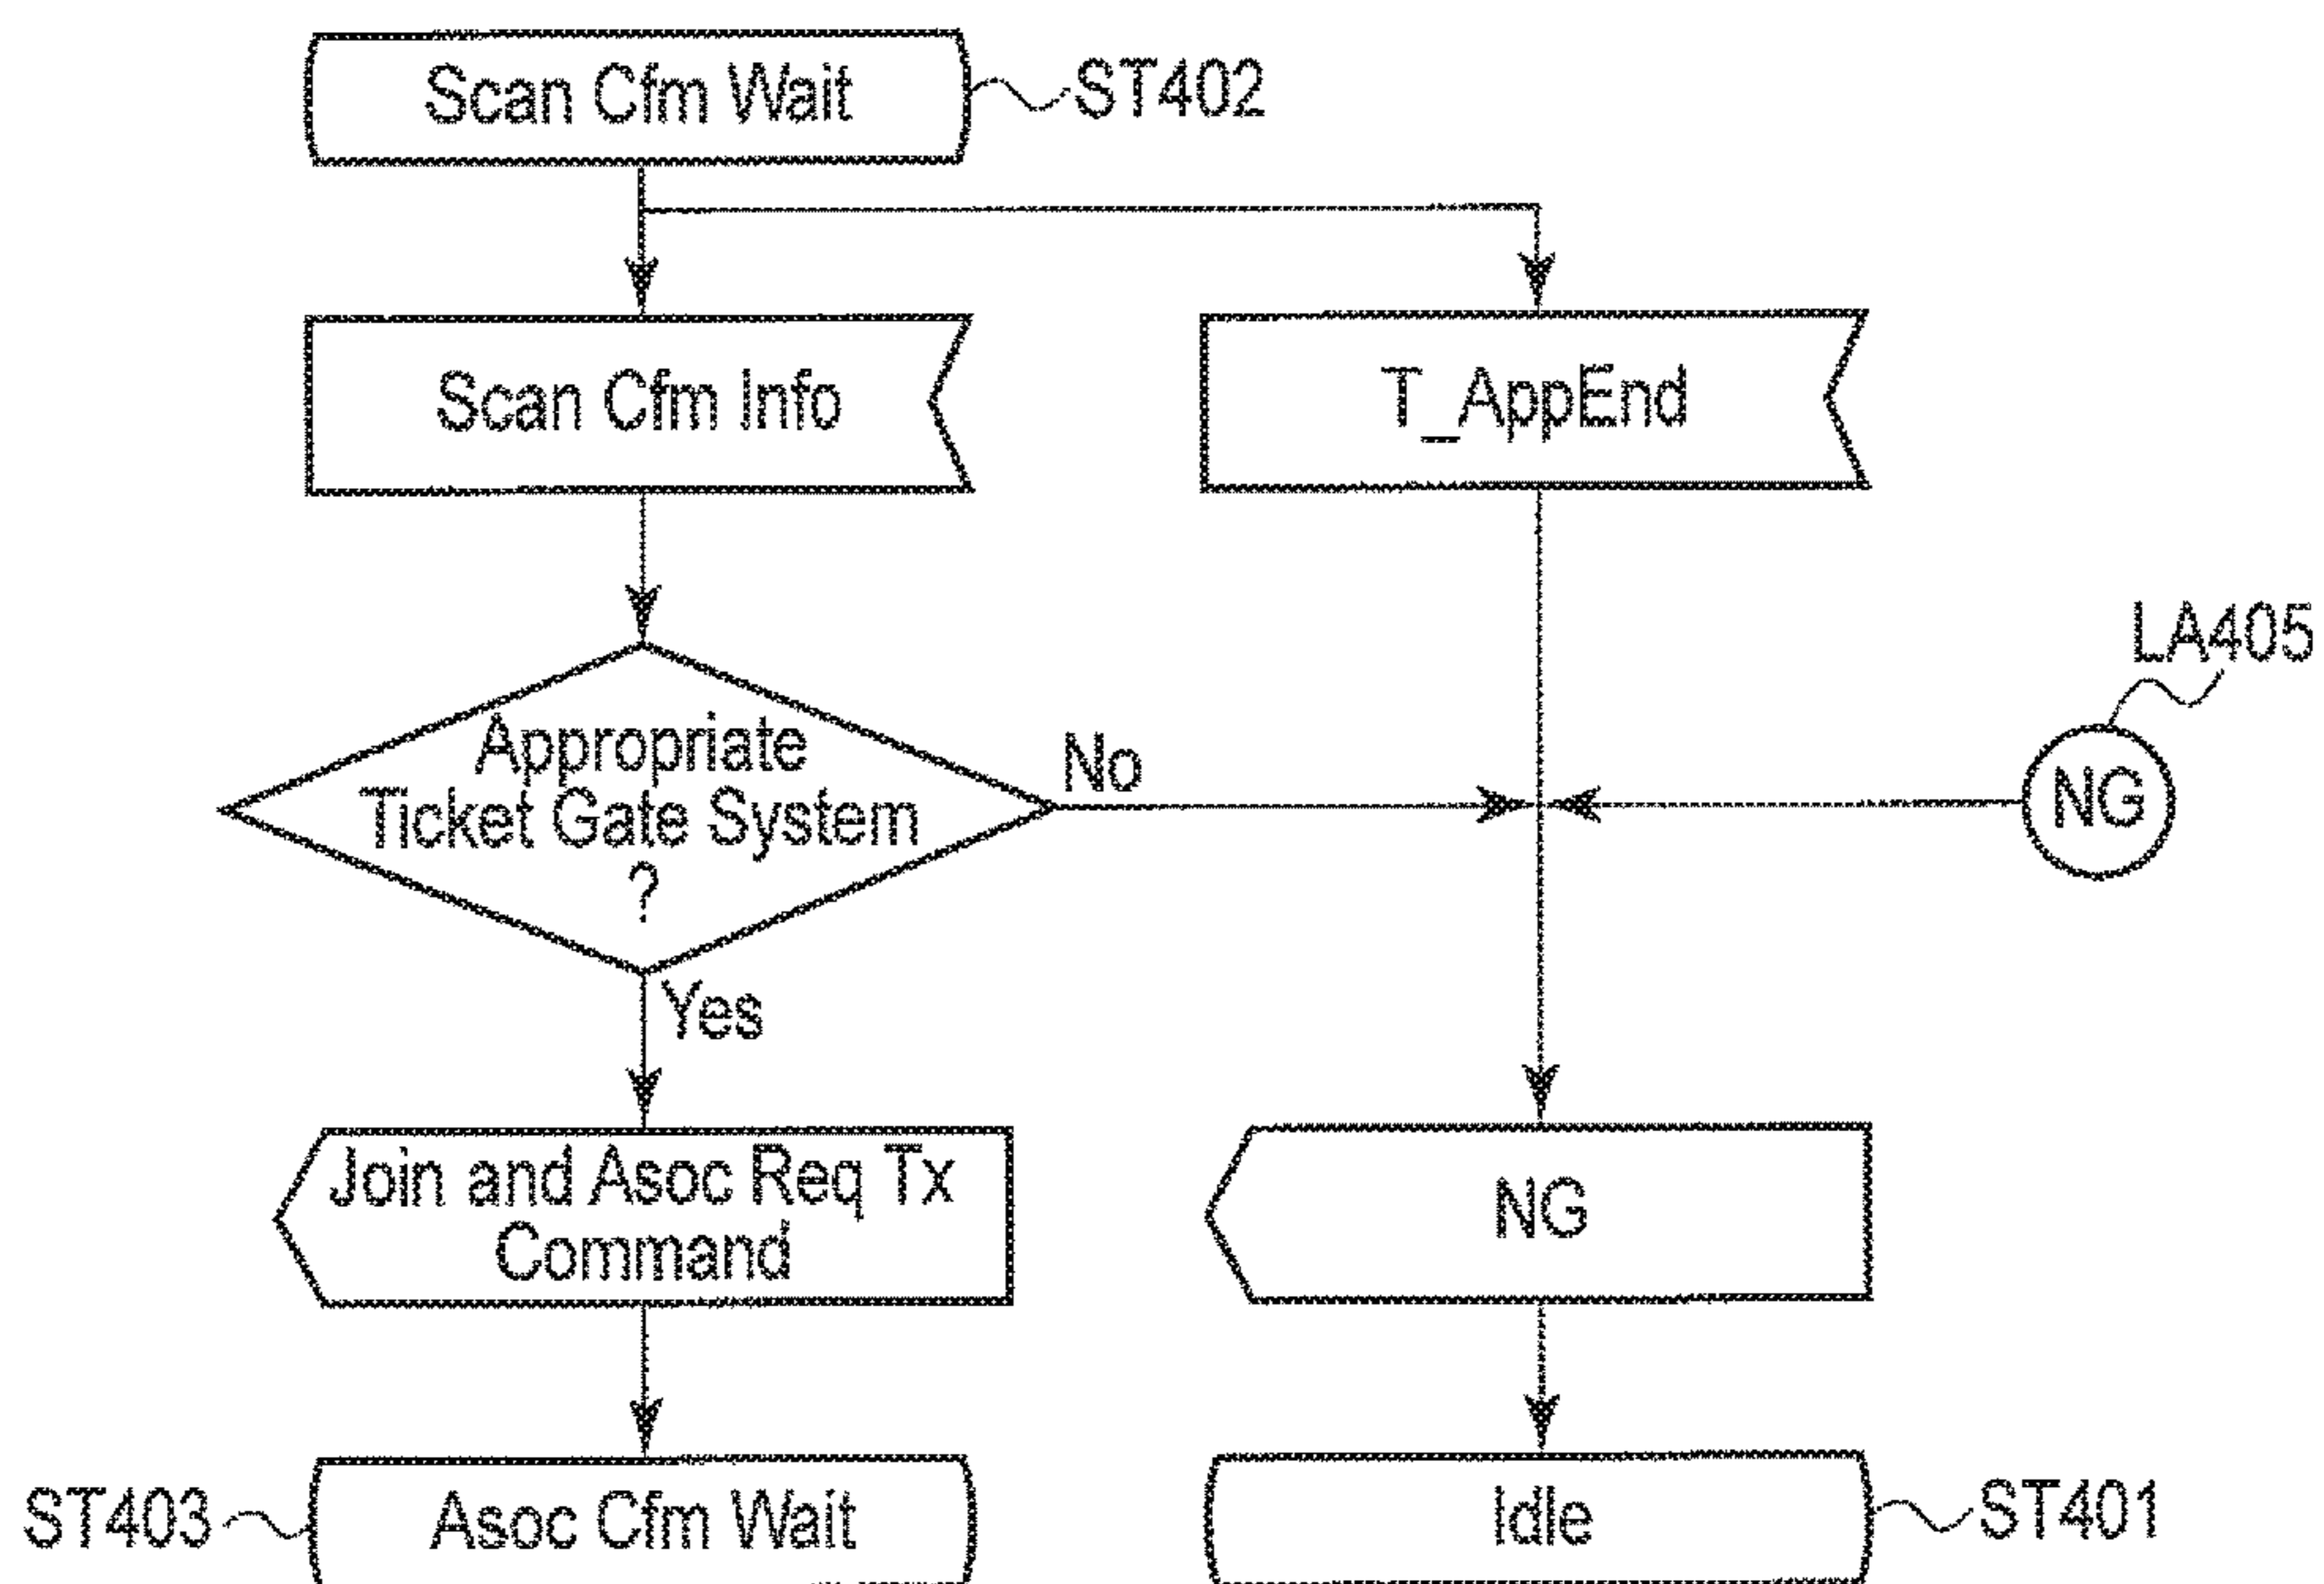 Scan Cfm Wait
ST402
Scan Cfm Info
T_AppEnd
LA405
Appropriate
Ticket Gate System
?
No
NG
Yes
Join and Asoc Req Tx
Command
NG
ST403
Asoc Cfm Wait
Idle
ST401